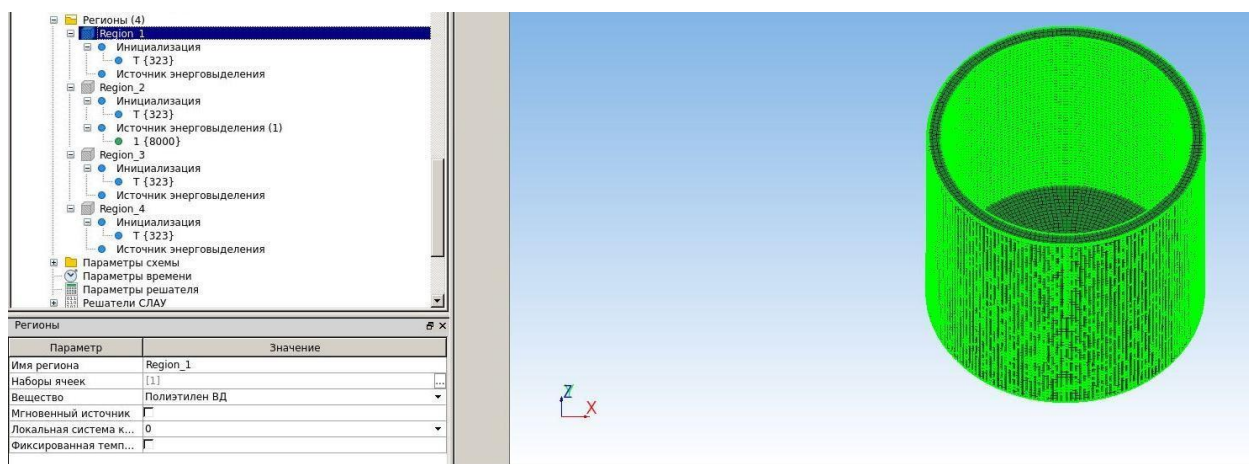 Регионы (4)
Region_1
Инициализация
T {323}
Источник энерговыделения
Region_2
Инициализация
T {323}
Источник энерговыделения (1)
1 {8000}
Region_3
Инициализация
T {323}
Источник энерговыделения
Region_4
Инициализация
T {323}
Источник энерговыделения
Параметры схемы
Параметры времени
Параметры решателя
Решатели СЛАУ
Регионы
Параметр Значение
Имя региона Region_1
Наборы ячеек [1] ...
Вещество Полиэтилен ВД
Мгновенный источник
Локальная система к... 0
Фиксированная темп...
Z
X